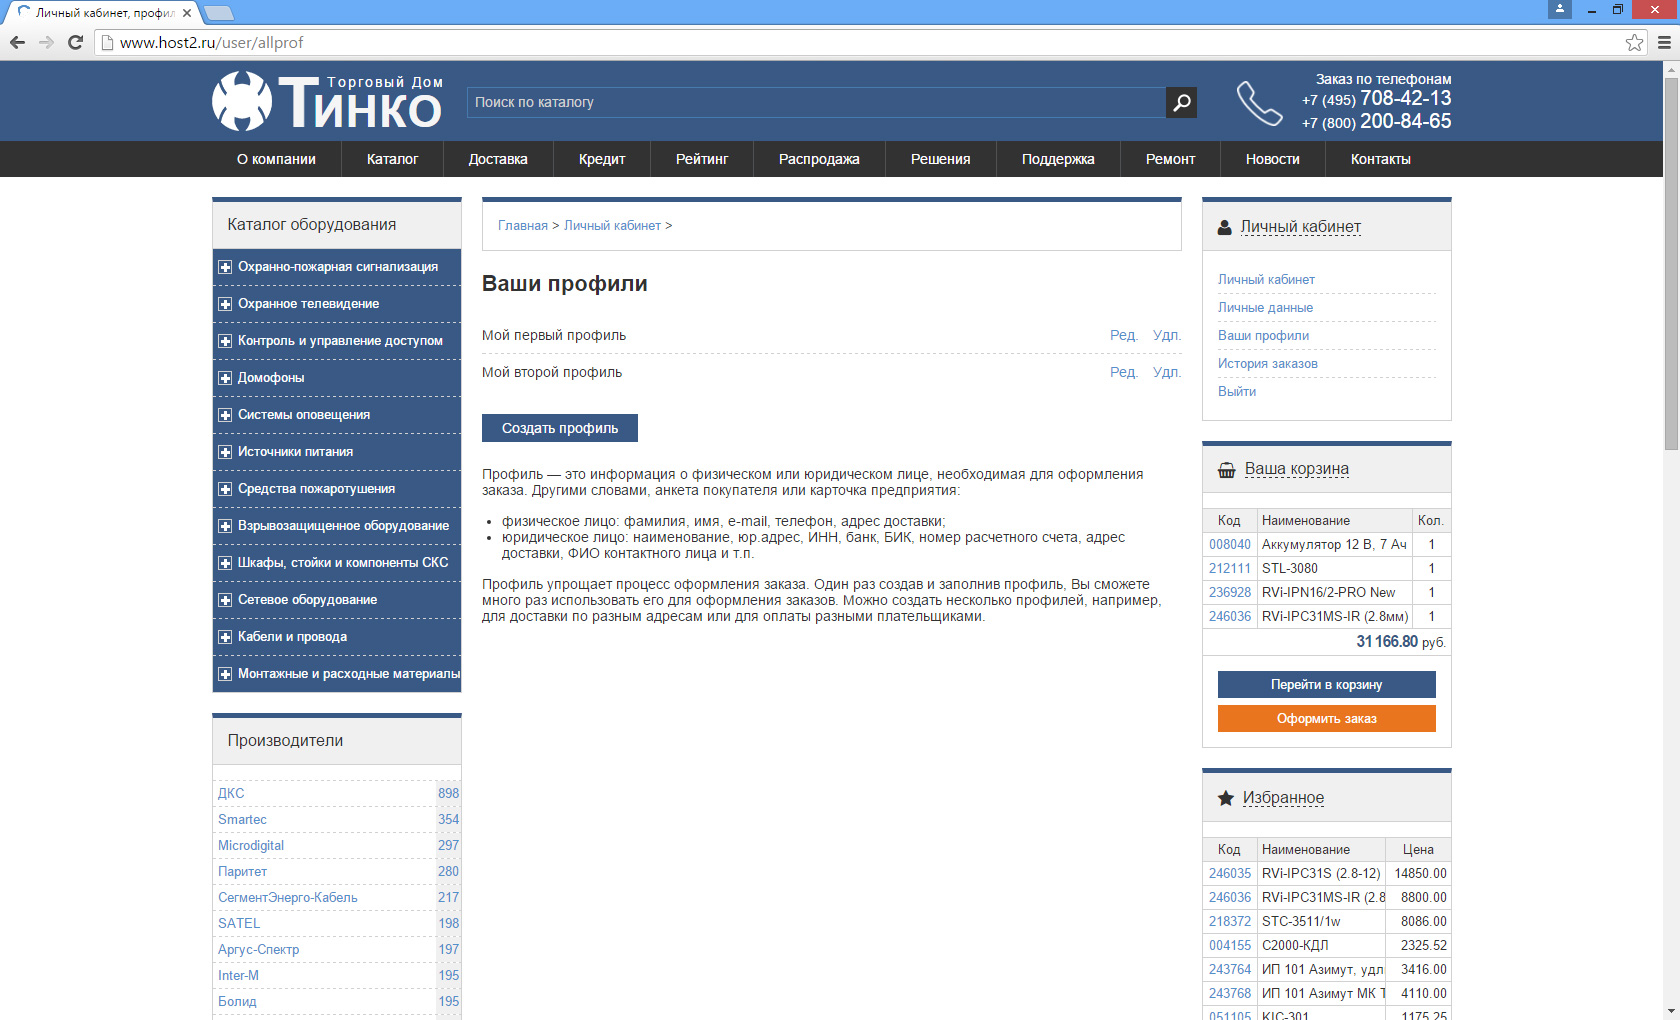 Личный кабинет, профил
www.host2.ru/user/allprof
Торговый Дом
Тинко
Поиск по каталогу
Заказ по телефонам
+7 (495) 708-42-13
+7 (800) 200-84-65
О компании
Каталог
Доставка
Кредит
Рейтинг
Распродажа
Решения
Поддержка
Ремонт
Новости
Контакты
Каталог оборудования
Охранно-пожарная сигнализация
Охранное телевидение
Контроль и управление доступом
Домофоны
Системы оповещения
Источники питания
Средства пожаротушения
Взрывозащищенное оборудование
Шкафы, стойки и компоненты СКС
Сетевое оборудование
Кабели и провода
Монтажные и расходные материалы
Производители
ДКС 898
Smartec 354
Microdigital 297
Паритет 280
СегментЭнерго-Кабель 217
SATEL 198
Аргус-Спектр 197
Inter-M 195
Болид 195
Главная > Личный кабинет >
Ваши профили
Мой первый профиль Ред. Удл.
Мой второй профиль Ред. Удл.
Создать профиль
Профиль — это информация о физическом или юридическом лице, необходимая для оформления
заказа. Другими словами, анкета покупателя или карточка предприятия:
• физическое лицо: фамилия, имя, e-mail, телефон, адрес доставки;
• юридическое лицо: наименование, юр.адрес, ИНН, банк, БИК, номер расчетного счета, адрес
доставки, ФИО контактного лица и т.п.
Профиль упрощает процесс оформления заказа. Один раз создав и заполнив профиль, Вы сможете
много раз использовать его для оформления заказов. Можно создать несколько профилей, например,
для доставки по разным адресам или для оплаты разными плательщиками.
Личный кабинет
Личный кабинет
Личные данные
Ваши профили
История заказов
Выйти
Ваша корзина
Код Наименование Кол.
008040 Аккумулятор 12 В, 7 Ач 1
212111 STL-3080 1
236928 RVi-IPN16/2-PRO New 1
246036 RVi-IPC31MS-IR (2.8мм) 1
31 166.80 руб.
Перейти в корзину
Оформить заказ
Избранное
Код Наименование Цена
246035 RVi-IPC31S (2.8-12) 14850.00
246036 RVi-IPC31MS-IR (2.8 8800.00
218372 STC-3511/1w 8086.00
004155 С2000-КДЛ 2325.52
243764 ИП 101 Азимут, удл 3416.00
243768 ИП 101 Азимут МК Т 4110.00
051105 KIC-301 1175.25